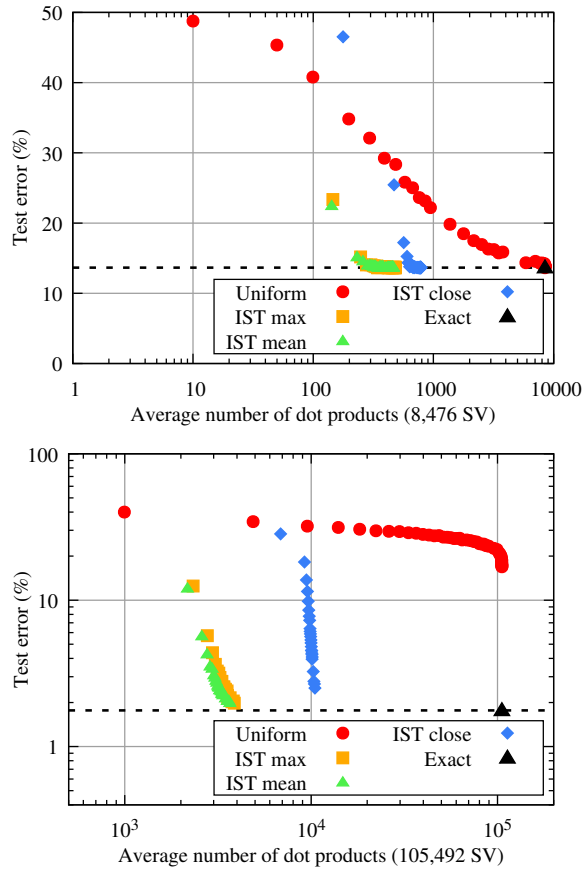 50
40
30
20
10
0
Test error (%)
Uniform
IST max
IST mean
IST close
Exact
1 10 100 1000 10000
Average number of dot products (8,476 SV)
100
10
1
Test error (%)
Uniform
IST max
IST mean
IST close
Exact
10³ 10⁴ 10⁵
Average number of dot products (105,492 SV)